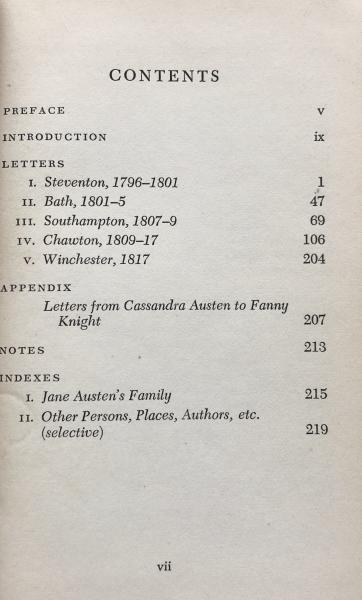 CONTENTS
PREFACE v
INTRODUCTION ix
LETTERS
I. Steventon, 1796–1801 1
II. Bath, 1801–5 47
III. Southampton, 1807–9 69
IV. Chawton, 1809–17 106
V. Winchester, 1817 204
APPENDIX
Letters from Cassandra Austen to Fanny
Knight 207
NOTES 213
INDEXES
I. Jane Austen's Family 215
II. Other Persons, Places, Authors, etc.
(selective) 219
vii